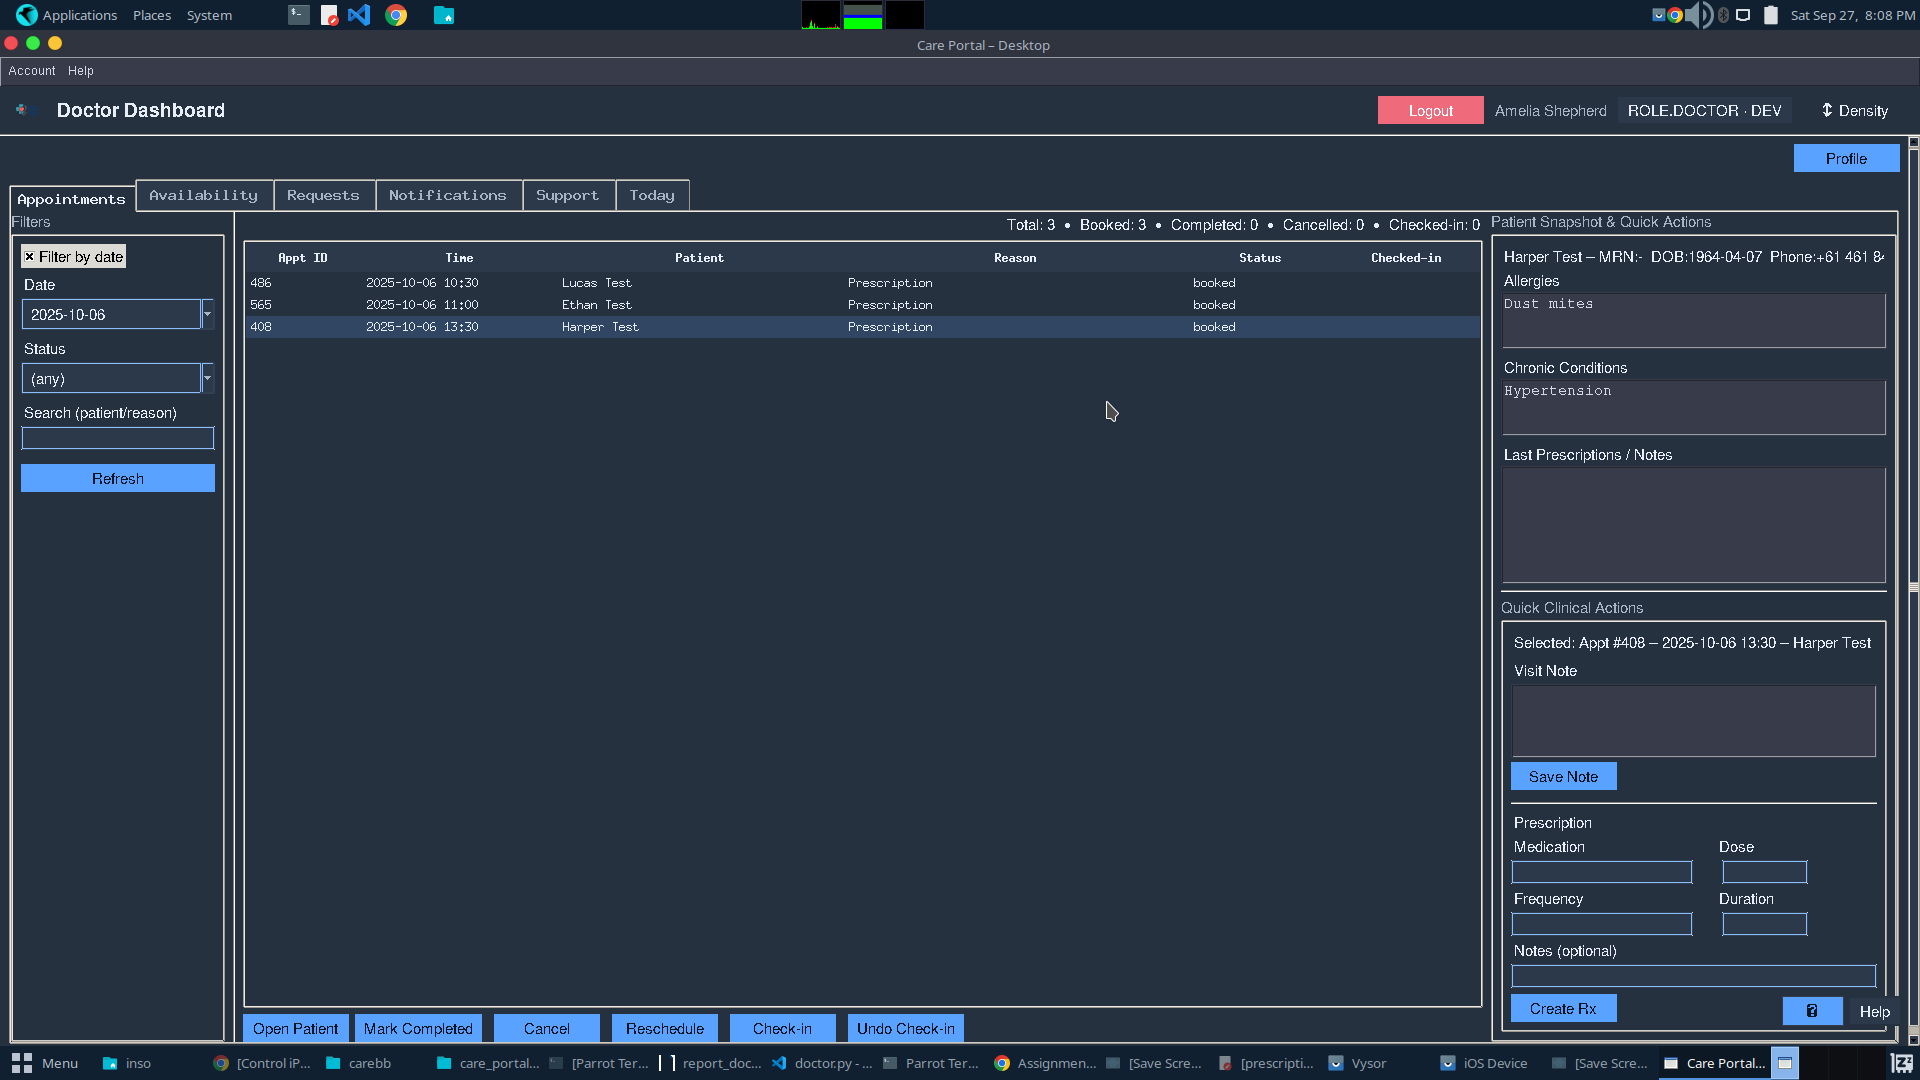 Applications Places System
Sat Sep 27, 8:08 PM
Care Portal – Desktop
Account Help
Doctor Dashboard
Logout Amelia Shepherd ROLE.DOCTOR · DEV ↕ Density
Profile
Appointments Availability Requests Notifications Support Today
Filters
Filter by date
Date
2025-10-06
Status
(any)
Search (patient/reason)
Refresh
Total: 3 • Booked: 3 • Completed: 0 • Cancelled: 0 • Checked-in: 0
Appt ID Time Patient Reason Status Checked-in
486 2025-10-06 10:30 Lucas Test Prescription booked
565 2025-10-06 11:00 Ethan Test Prescription booked
408 2025-10-06 13:30 Harper Test Prescription booked
Open Patient Mark Completed Cancel Reschedule Check-in Undo Check-in
Patient Snapshot & Quick Actions
Harper Test – MRN:- DOB:1964-04-07 Phone:+61 461 84
Allergies
Dust mites
Chronic Conditions
Hypertension
Last Prescriptions / Notes
Quick Clinical Actions
Selected: Appt #408 – 2025-10-06 13:30 – Harper Test
Visit Note
Save Note
Prescription
Medication Dose
Frequency Duration
Notes (optional)
Create Rx ? Help
Menu inso [Control iP... carebb care_portal... [Parrot Ter... report_doc... doctor.py - ... Parrot Ter... Assignmen... [Save Scre... [prescripti... Vysor iOS Device [Save Scre... Care Portal...